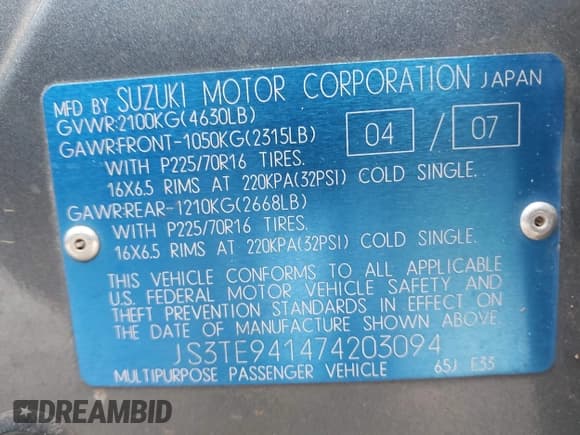 MFD BY SUZUKI MOTOR CORPORATION JAPAN
GVWR:2100KG(4630LB)
GAWR:FRONT-1050KG(2315LB) 04 / 07
WITH P225/70R16 TIRES.
16X6.5 RIMS AT 220KPA(32PSI) COLD SINGLE.
GAWR:REAR-1210KG(2668LB)
WITH P225/70R16 TIRES.
16X6.5 RIMS AT 220KPA(32PSI) COLD SINGLE.
THIS VEHICLE CONFORMS TO ALL APPLICABLE
U.S. FEDERAL MOTOR VEHICLE SAFETY AND
THEFT PREVENTION STANDARDS IN EFFECT ON
THE DATE OF MANUFACTURE SHOWN ABOVE.
JS3TE941474203094
MULTIPURPOSE PASSENGER VEHICLE 65J E33
DREAMBID